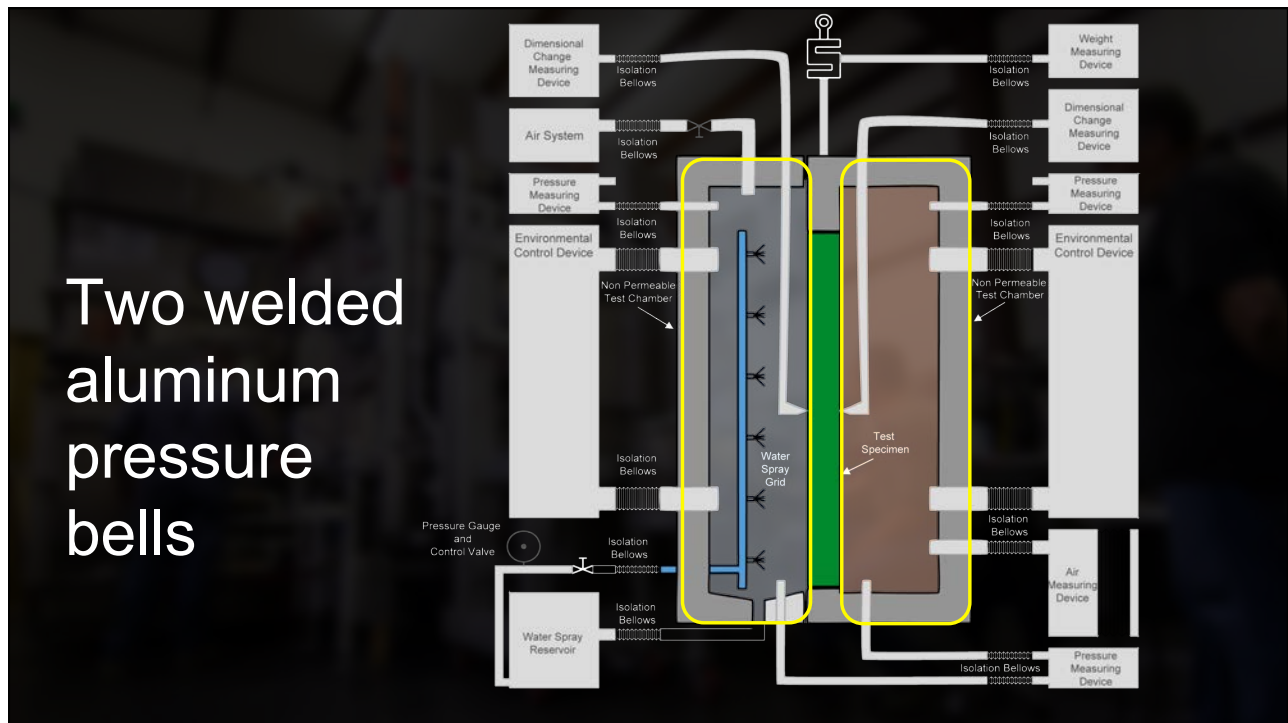 Two welded
aluminum
pressure
bells
Dimensional
Change
Measuring
Device
Isolation
Bellows
Air System
Isolation
Bellows
Pressure
Measuring
Device
Isolation
Bellows
Environmental
Control Device
Non Permeable
Test Chamber
Isolation
Bellows
Pressure Gauge
and
Control Valve
Isolation
Bellows
Water Spray
Reservoir
Isolation
Bellows
Water
Spray
Grid
Test
Specimen
Weight
Measuring
Device
Isolation
Bellows
Dimensional
Change
Measuring
Device
Isolation
Bellows
Pressure
Measuring
Device
Isolation
Bellows
Environmental
Control Device
Non Permeable
Test Chamber
Isolation
Bellows
Air
Measuring
Device
Isolation Bellows
Pressure
Measuring
Device